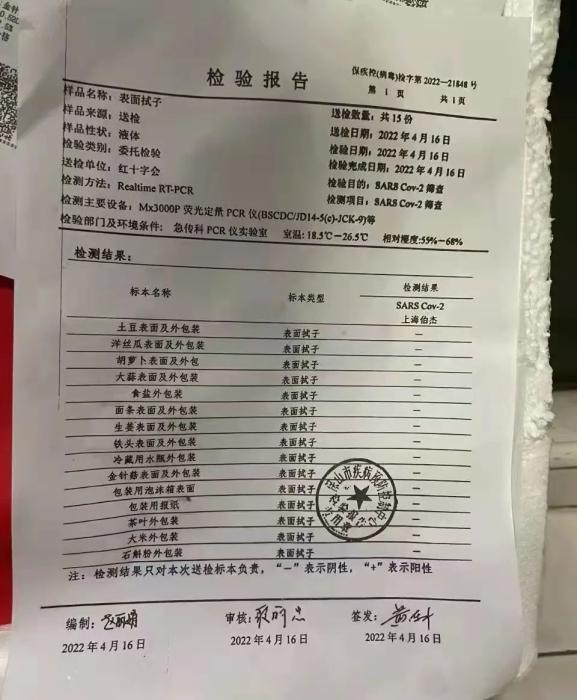 检验报告
保疾控(病毒)检字第 2022—21848 号
第 1 页 共 1 页
样品名称：表面拭子
送检数量：共 15 份
样品来源：送检
送检日期：2022 年 4 月 16 日
样品性状：液体
检验日期：2022 年 4 月 16 日
检验类别：委托检验
检验完成日期：2022 年 4 月 16 日
送检单位：红十字会
检验目的：SARS Cov-2 筛查
检测方法：Realtime RT-PCR
检测项目：SARS Cov-2 筛查
检测主要设备：Mx3000P 荧光定量 PCR 仪(BSCDC/JD14-5(c)-JCK-9)等
检验部门及环境条件：急传科 PCR 仪实验室 室温：18.5℃－26.5℃ 相对湿度:55%－68%
检测结果：
标本名称 标本类型 检测结果
SARS Cov-2
上海伯杰
土豆表面及外包装 表面拭子 －
洋丝瓜表面及外包装 表面拭子 －
胡萝卜表面及外包 表面拭子 －
大蒜表面及外包装 表面拭子 －
食盐外包装 表面拭子 －
面条表面及外包装 表面拭子 －
生姜表面及外包装 表面拭子 －
铁头表面及外包装 表面拭子 －
冷藏用水瓶外包装 表面拭子 －
金针菇表面及外包装 表面拭子 －
包装用泡沫箱表面 表面拭子 －
包装用报纸 表面拭子 －
茶叶外包装 表面拭子 －
大米外包装 表面拭子 －
石斛粉外包装 表面拭子 －
注：检测结果只对本次送检标本负责，“－”表示阴性，“+”表示阳性
编制： 审核： 签发：
2022 年 4 月 16 日 2022 年 4 月 16 日 2022 年 4 月 16 日